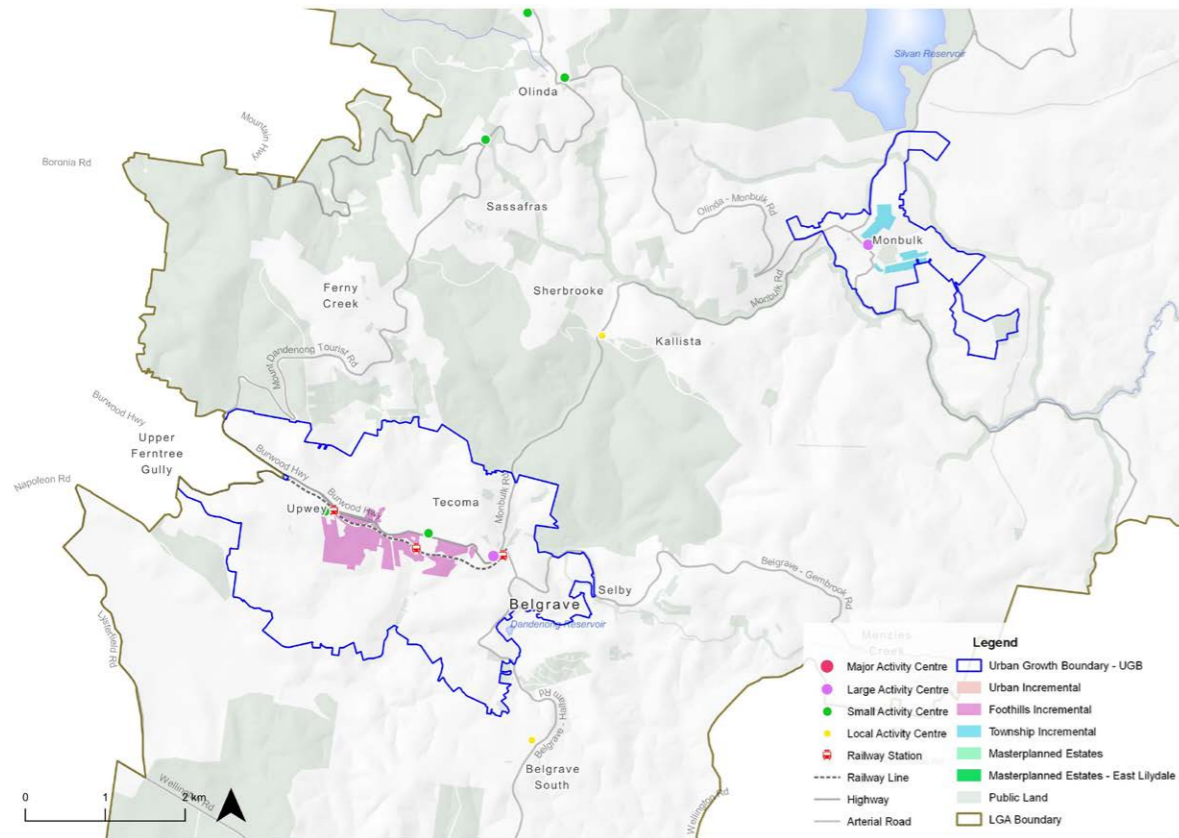 Silvan Reservoir
Olinda
Mountain
Hwy
Boronia Rd
Olinda - Monbulk Rd
Sassafras
Monbulk
Monbulk Rd
Ferny
Creek
Sherbrooke
Kallista
Mount Dandenong Tourist Rd
Burwood Hwy
Upper
Ferntree
Gully
Burwood Hwy
Napoleon Rd
Monbulk Rd
Tecoma
Burwood Hwy
Upwey
Belgrave - Gembrook Rd
Selby
Belgrave
Dandenong Reservoir
Lysterfield Rd
Menzies
Creek
Belgrave - Hallam Rd
Belgrave
South
Wellington Rd
Wellington Rd
0 1 2 km
Legend
Major Activity Centre
Large Activity Centre
Small Activity Centre
Local Activity Centre
Railway Station
Railway Line
Highway
Arterial Road
Urban Growth Boundary - UGB
Urban Incremental
Foothills Incremental
Township Incremental
Masterplanned Estates
Masterplanned Estates - East Lilydale
Public Land
LGA Boundary